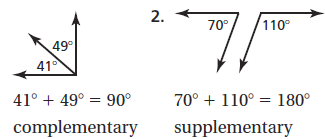 49°
41°
41° + 49° = 90°
complementary
2.
70°
110°
70° + 110° = 180°
supplementary